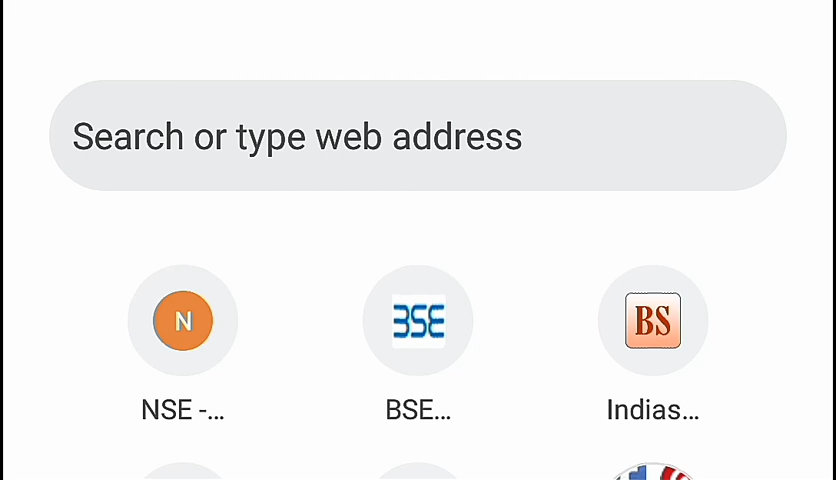 Search or type web address
N
BSE
BS
NSE -...
BSE...
Indias...